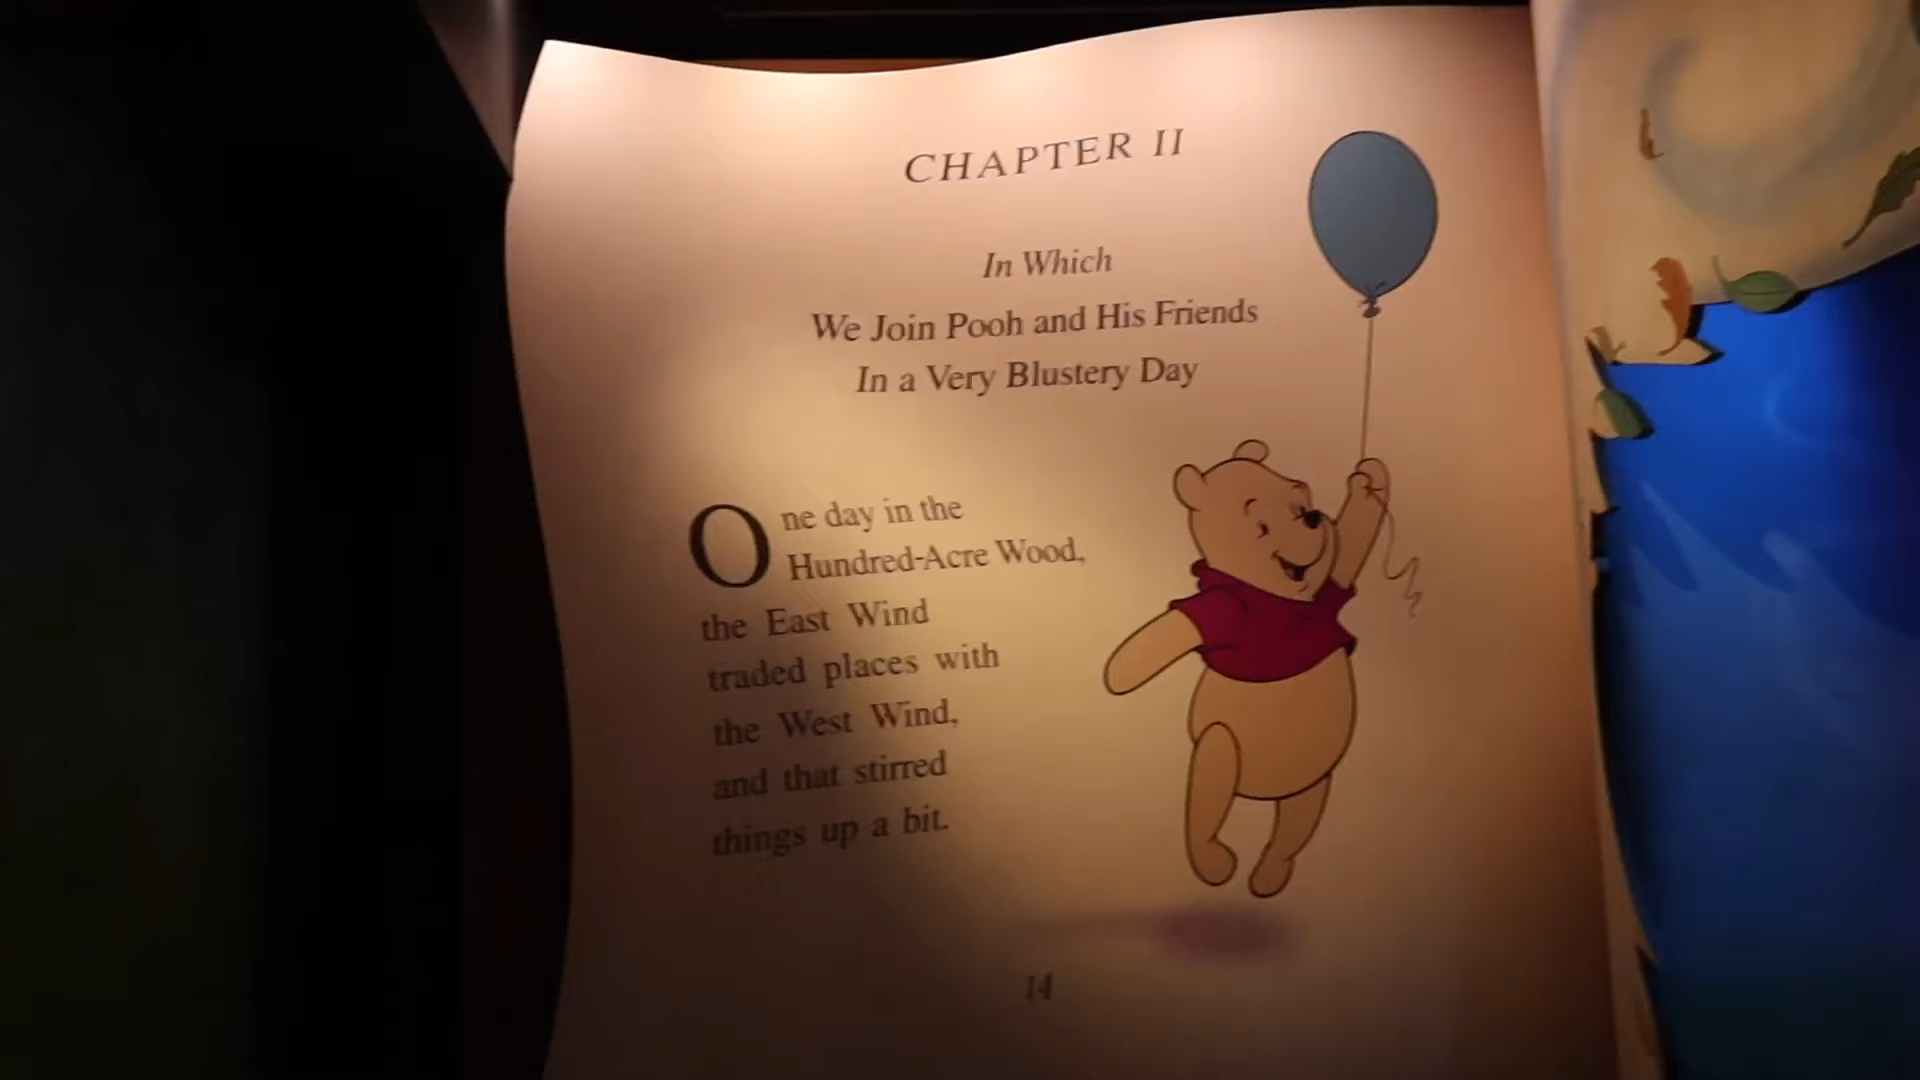 CHAPTER II
In Which
We Join Pooh and His Friends
In a Very Blustery Day
One day in the
Hundred-Acre Wood,
the East Wind
traded places with
the West Wind,
and that stirred
things up a bit.
14